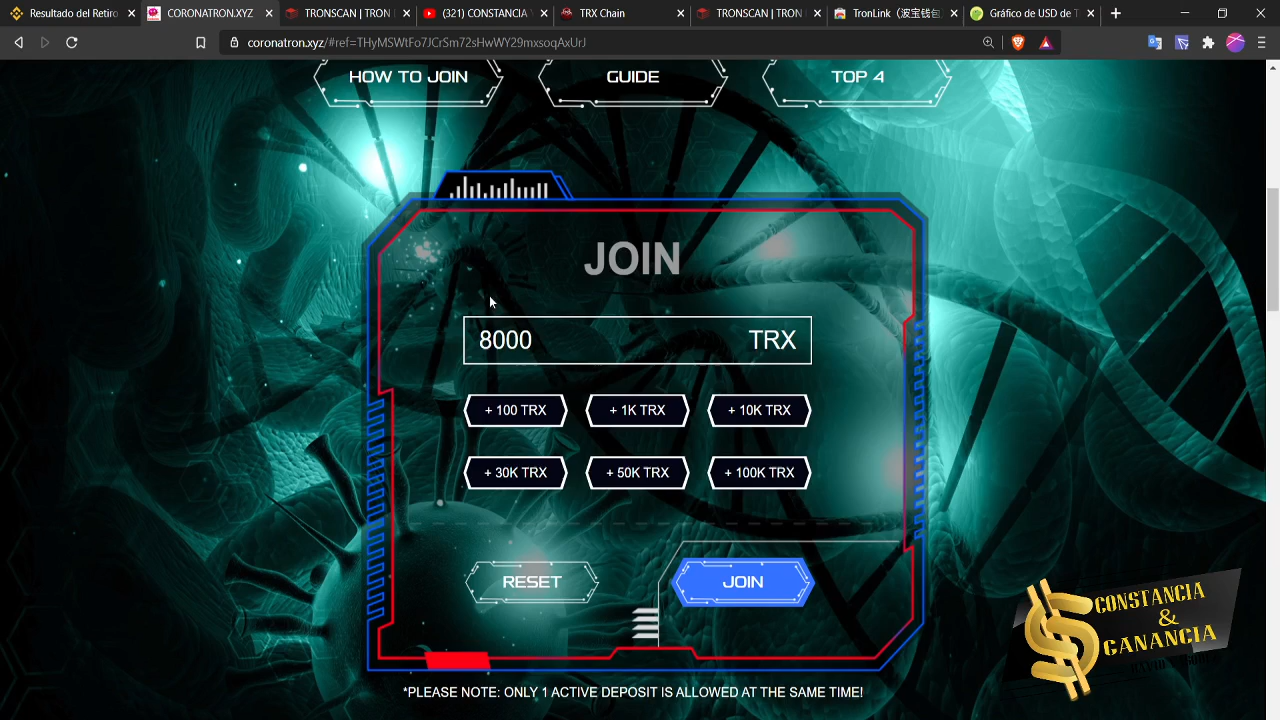 Resultado del Retiro
CORONATRON.XYZ
TRONSCAN | TRON
(321) CONSTANCIA
TRX Chain
TRONSCAN | TRON
TronLink（波宝钱包
Gráfico de USD de T
coronatron.xyz/#ref=THyMSWtFo7JCrSm72sHwWY29mxsoqAxUrJ
HOW TO JOIN
GUIDE
TOP 4
JOIN
8000 TRX
+ 100 TRX
+ 1K TRX
+ 10K TRX
+ 30K TRX
+ 50K TRX
+ 100K TRX
RESET
JOIN
CONSTANCIA
&
GANANCIA
*PLEASE NOTE: ONLY 1 ACTIVE DEPOSIT IS ALLOWED AT THE SAME TIME!